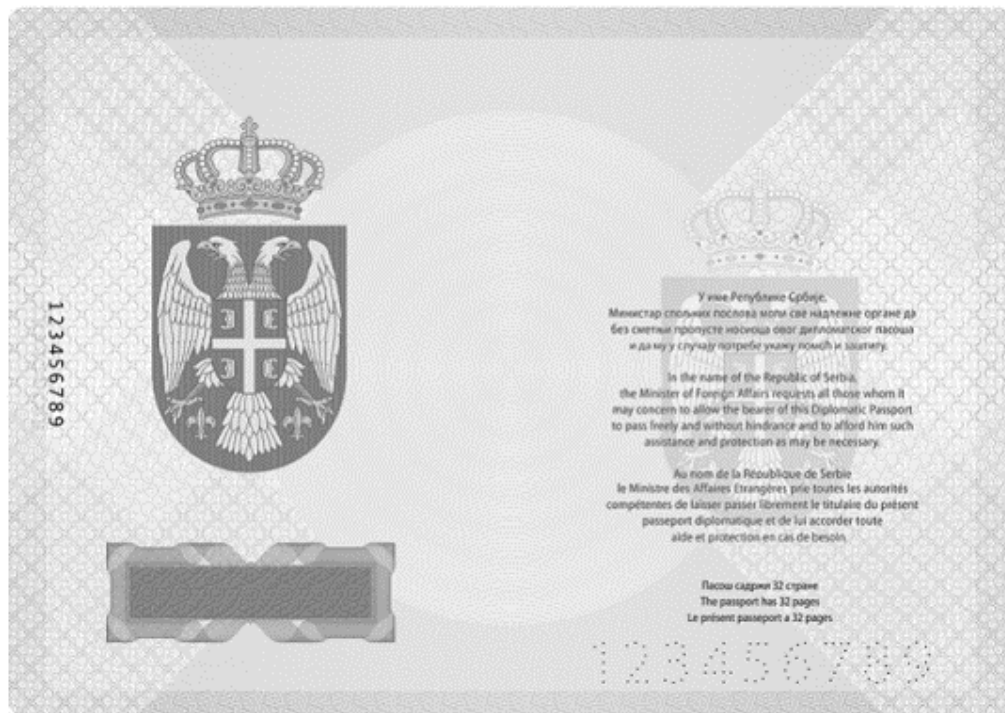 123456789
У име Републике Србије,
Министар спољних послова моли све надлежне органе да
без сметњи пропусте носиоца овог дипломатског пасоша
и да му у случају потребе укажу помоћ и заштиту.
In the name of the Republic of Serbia,
the Minister of Foreign Affairs requests all those whom it
may concern to allow the bearer of this Diplomatic Passport
to pass freely and without hindrance and to afford him such
assistance and protection as may be necessary.
Au nom de la République de Serbie
le Ministre des Affaires Etrangères prie toutes les autorités
compétentes de laisser passer librement le titulaire du présent
passeport diplomatique et de lui accorder toute
aide et protection en cas de besoin.
Пасош садржи 32 стране
The passport has 32 pages
Le présent passeport a 32 pages
123456789